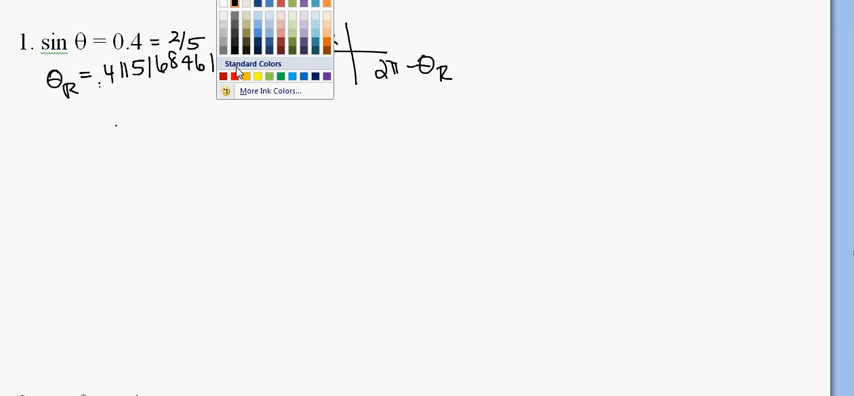 1. sin θ = 0.4 = 2/5
θR = .4115168461
2π - θR
Standard Colors
More Ink Colors...